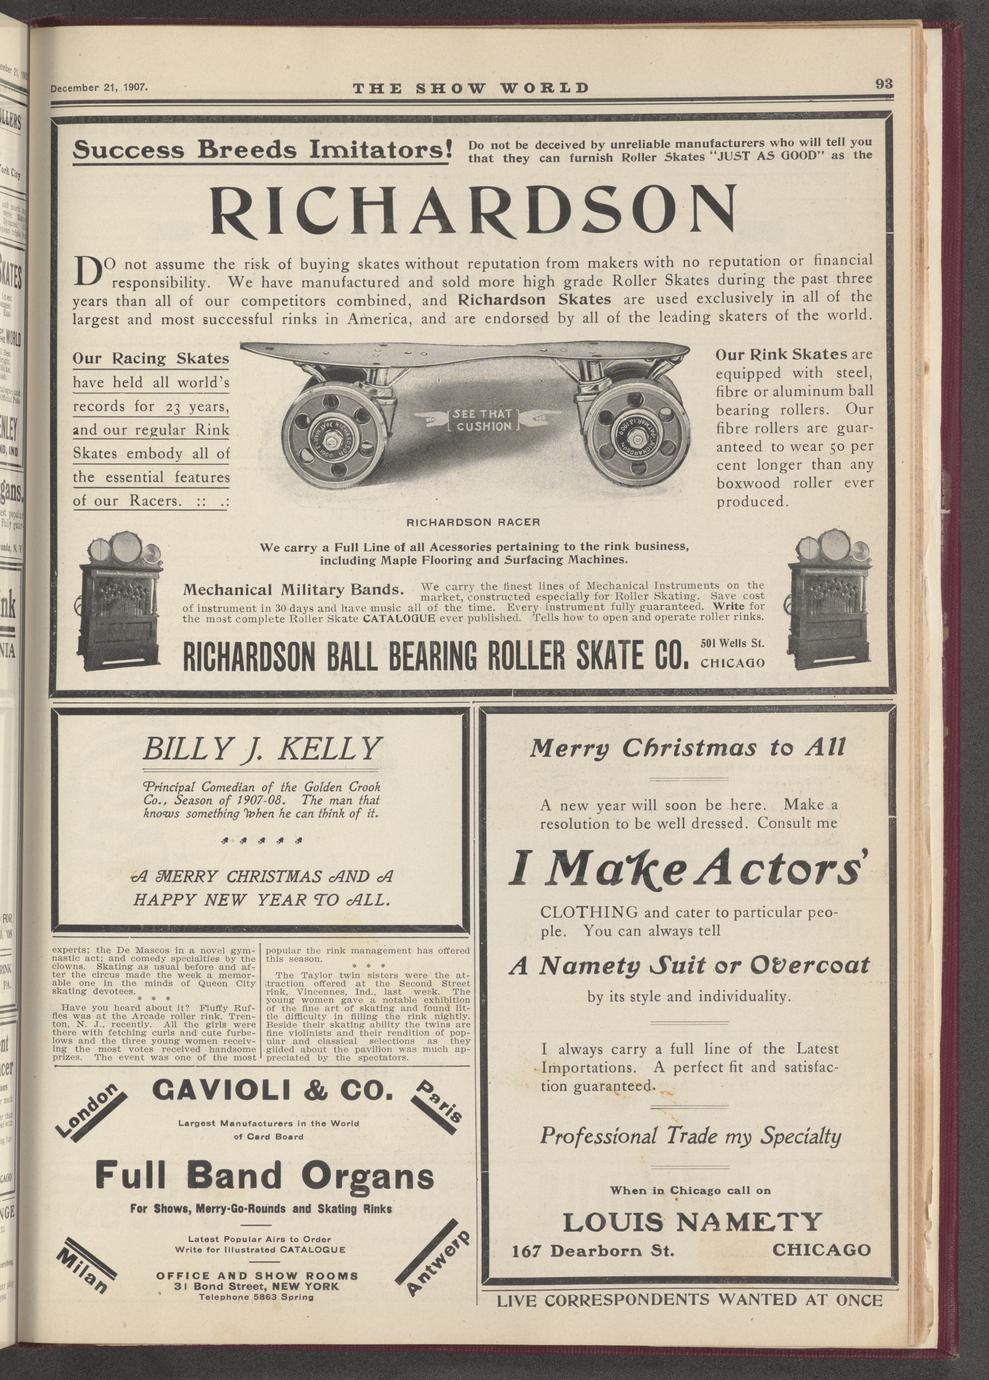 December 21, 1907.
THE SHOW WORLD
93
Success Breeds Imitators!
Do not be deceived by unreliable manufacturers who will tell you
that they can furnish Roller Skates "JUST AS GOOD" as the
RICHARDSON
DO not assume the risk of buying skates without reputation from makers with no reputation or financial
responsibility. We have manufactured and sold more high grade Roller Skates during the past three
years than all of our competitors combined, and Richardson Skates are used exclusively in all of the
largest and most successful rinks in America, and are endorsed by all of the leading skaters of the world.
Our Racing Skates
have held all world's
records for 23 years,
and our regular Rink
Skates embody all of
the essential features
of our Racers. :: .:
SEE THAT
CUSHION
Our Rink Skates are
equipped with steel,
fibre or aluminum ball
bearing rollers. Our
fibre rollers are guar-
anteed to wear 50 per
cent longer than any
boxwood roller ever
produced.
RICHARDSON RACER
We carry a Full Line of all Acessories pertaining to the rink business,
including Maple Flooring and Surfacing Machines.
Mechanical Military Bands. We carry the finest lines of Mechanical Instruments on the
market, constructed especially for Roller Skating. Save cost
of instrument in 30 days and have music all of the time. Every instrument fully guaranteed. Write for
the most complete Roller Skate CATALOGUE ever published. Tells how to open and operate roller rinks.
RICHARDSON BALL BEARING ROLLER SKATE CO.
501 Wells St.
CHICAGO
BILLY J. KELLY
Principal Comedian of the Golden Crook
Co., Season of 1907-08. The man that
knows something when he can think of it.
A MERRY CHRISTMAS AND A
HAPPY NEW YEAR TO ALL.
experts; the De Mascos in a novel gym-
nastic act; and comedy specialties by the
clowns. Skating as usual before and af-
ter the circus made the week a memor-
able one in the minds of Queen City
skating devotees.
* * *
Have you heard about it? Fluffy Ruf-
fles was at the Arcade roller rink, Tren-
ton, N. J., recently. All the girls were
there with fetching curls and cute furbe-
lows and the three young women receiv-
ing the most votes received handsome
prizes. The event was one of the most
popular the rink management has offered
this season.
* * *
The Taylor twin sisters were the at-
traction offered at the Second Street
rink, Vincennes, Ind., last week. The
young women gave a notable exhibition
of the fine art of skating and found lit-
tle difficulty in filling the rink nightly.
Beside their skating ability the twins are
fine violinists and their rendition of pop-
ular and classical selections as they
glided about the pavilion was much ap-
preciated by the spectators.
London
GAVIOLI & CO.
Paris
Largest Manufacturers in the World
of Card Board
Full Band Organs
For Shows, Merry-Go-Rounds and Skating Rinks
Latest Popular Airs to Order
Write for Illustrated CATALOGUE
Milan
Antwerp
OFFICE AND SHOW ROOMS
31 Bond Street, NEW YORK
Telephone 5863 Spring
Merry Christmas to All
A new year will soon be here. Make a
resolution to be well dressed. Consult me
I Make Actors'
CLOTHING and cater to particular peo-
ple. You can always tell
A Namety Suit or Overcoat
by its style and individuality.
I always carry a full line of the Latest
Importations. A perfect fit and satisfac-
tion guaranteed.
Professional Trade my Specialty
When in Chicago call on
LOUIS NAMETY
167 Dearborn St. CHICAGO
LIVE CORRESPONDENTS WANTED AT ONCE